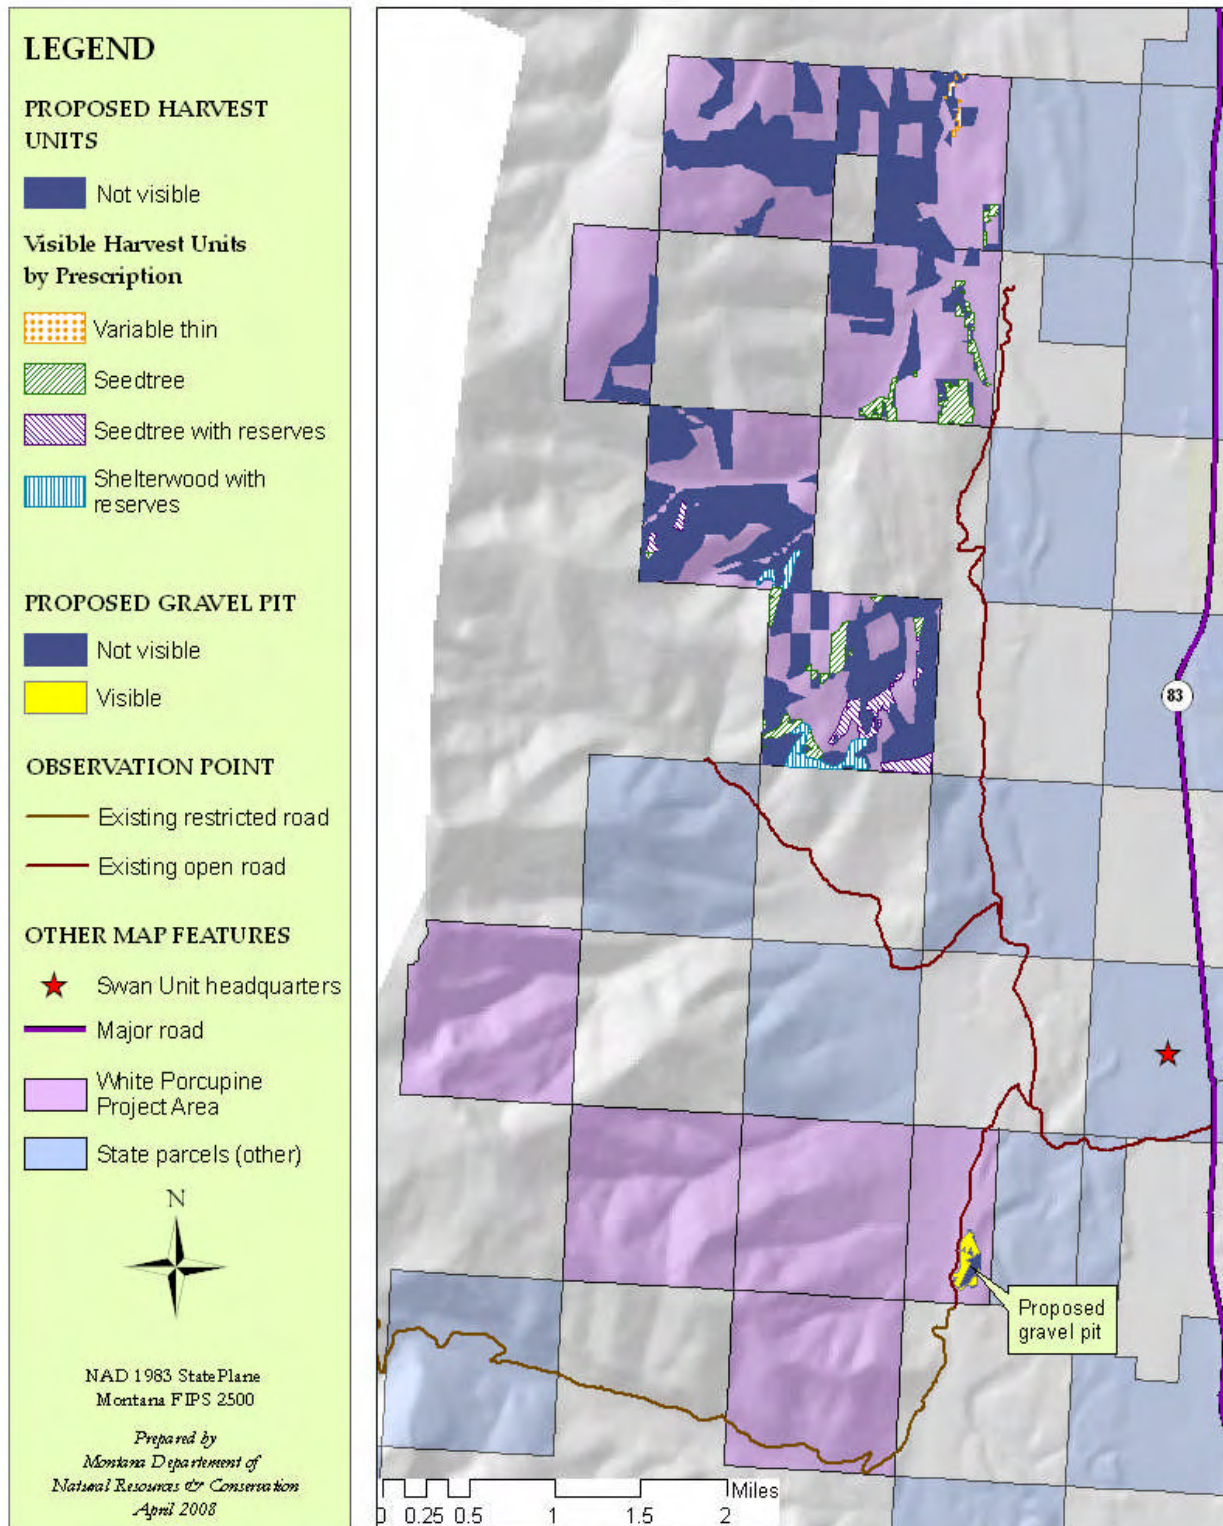 LEGEND
PROPOSED HARVEST
UNITS
Not visible
Visible Harvest Units
by Prescription
Variable thin
Seedtree
Seedtree with reserves
Shelterwood with
reserves
PROPOSED GRAVEL PIT
Not visible
Visible
OBSERVATION POINT
Existing restricted road
Existing open road
OTHER MAP FEATURES
Swan Unit headquarters
Major road
White Porcupine
Project Area
State parcels (other)
N
NAD 1983 StatePlane
Montana FIPS 2500
Prepared by
Montana Departement of
Natural Resources & Conservation
April 2008
83
Proposed
gravel pit
Miles
0 0.25 0.5 1 1.5 2